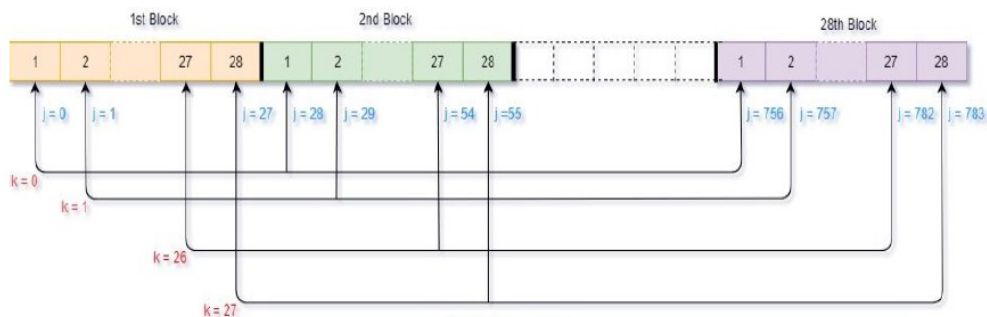 1st Block 2nd Block 28th Block
1 2 27 28 1 2 27 28 1 2 27 28
j = 0 j = 1 j = 27 j = 28 j = 29 j = 54 j =55 j = 756 j = 757 j = 782 j = 783
k = 0
k = 1
k = 26
k = 27